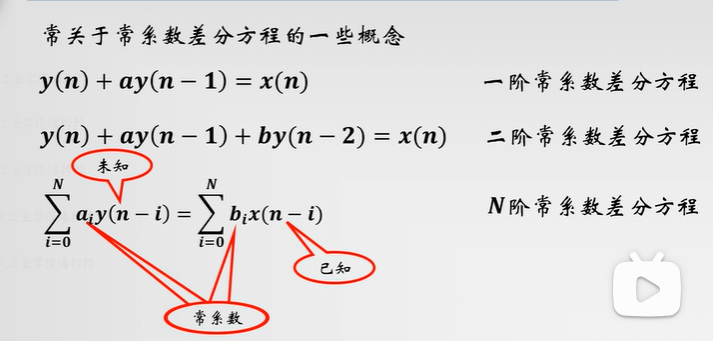 常关于常系数差分方程的一些概念
y(n) + ay(n − 1) = x(n) 一阶常系数差分方程
y(n) + ay(n − 1) + by(n − 2) = x(n) 二阶常系数差分方程
未知
∑_{i=0}^{N} a_i y(n − i) = ∑_{i=0}^{N} b_i x(n − i) N阶常系数差分方程
已知
常系数